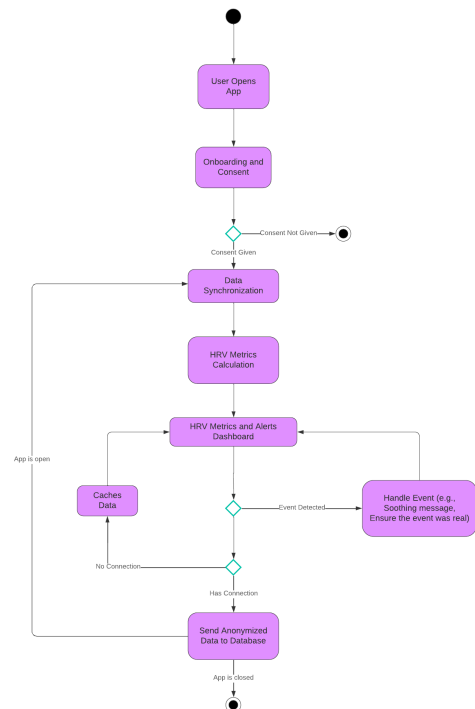 User Opens
App
Onboarding and
Consent
Consent Not Given
Consent Given
Data
Synchronization
HRV Metrics
Calculation
HRV Metrics and Alerts
Dashboard
App is open
Caches
Data
Event Detected
Handle Event (e.g.,
Soothing message,
Ensure the event was real)
No Connection
Has Connection
Send Anonymized
Data to Database
App is closed